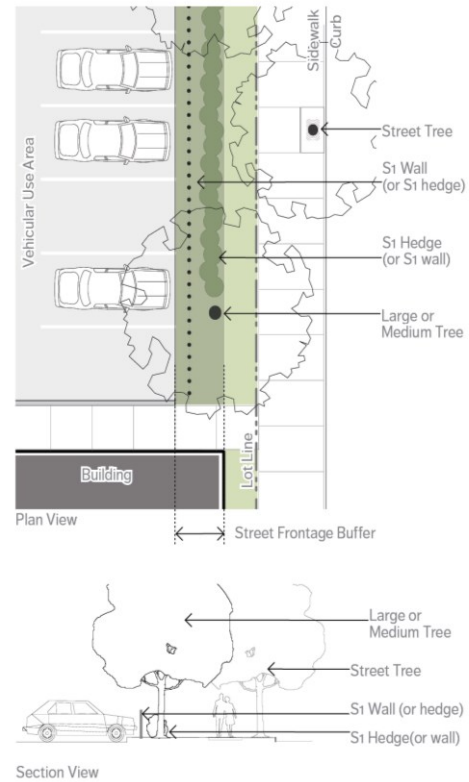 Sidewalk
Curb
Vehicular Use Area
Street Tree
S1 Wall
(or S1 hedge)
S1 Hedge
(or S1 wall)
Large or
Medium Tree
Lot Line
Building
Plan View
Street Frontage Buffer
Large or
Medium Tree
Street Tree
S1 Wall (or hedge)
S1 Hedge(or wall)
Section View